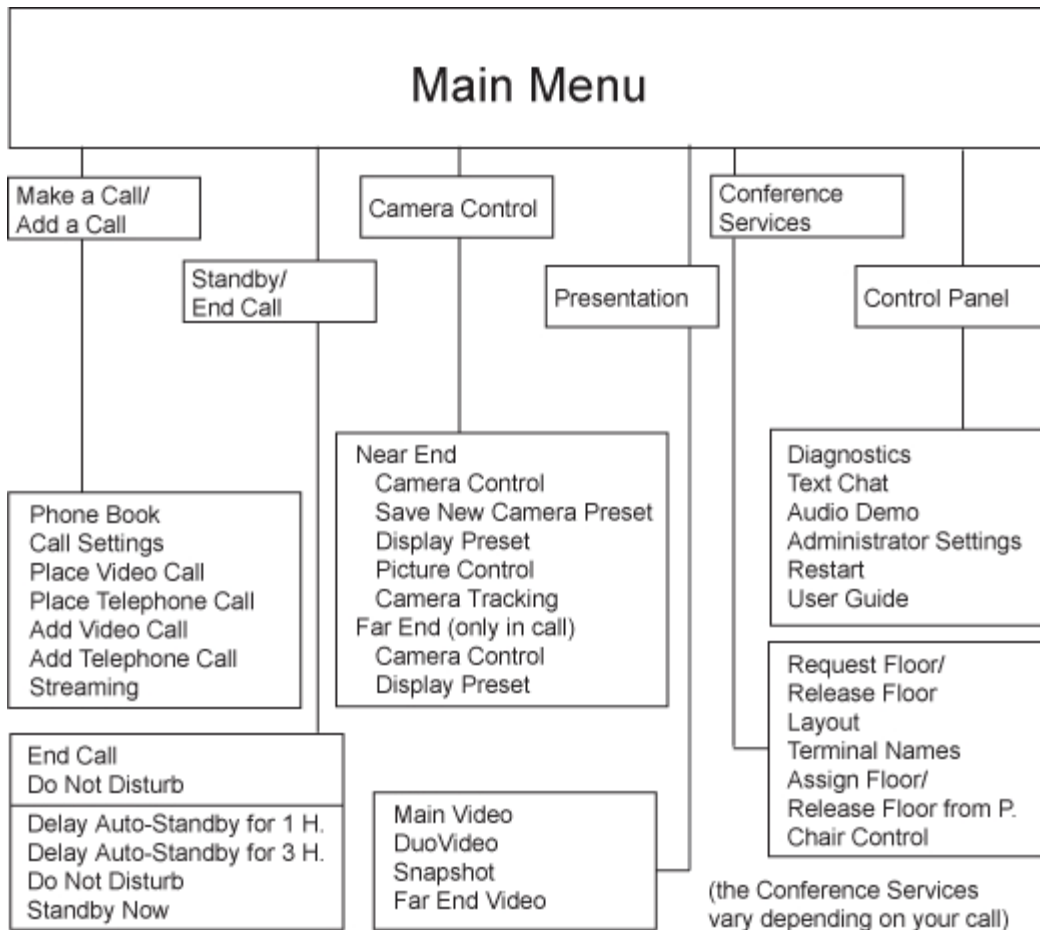 Main Menu
Make a Call/
Add a Call
Standby/
End Call
Camera Control
Presentation
Conference
Services
Control Panel
Phone Book
Call Settings
Place Video Call
Place Telephone Call
Add Video Call
Add Telephone Call
Streaming
End Call
Do Not Disturb
Delay Auto-Standby for 1 H.
Delay Auto-Standby for 3 H.
Do Not Disturb
Standby Now
Near End
Camera Control
Save New Camera Preset
Display Preset
Picture Control
Camera Tracking
Far End (only in call)
Camera Control
Display Preset
Main Video
DuoVideo
Snapshot
Far End Video
Diagnostics
Text Chat
Audio Demo
Administrator Settings
Restart
User Guide
Request Floor/
Release Floor
Layout
Terminal Names
Assign Floor/
Release Floor from P.
Chair Control
(the Conference Services
vary depending on your call)